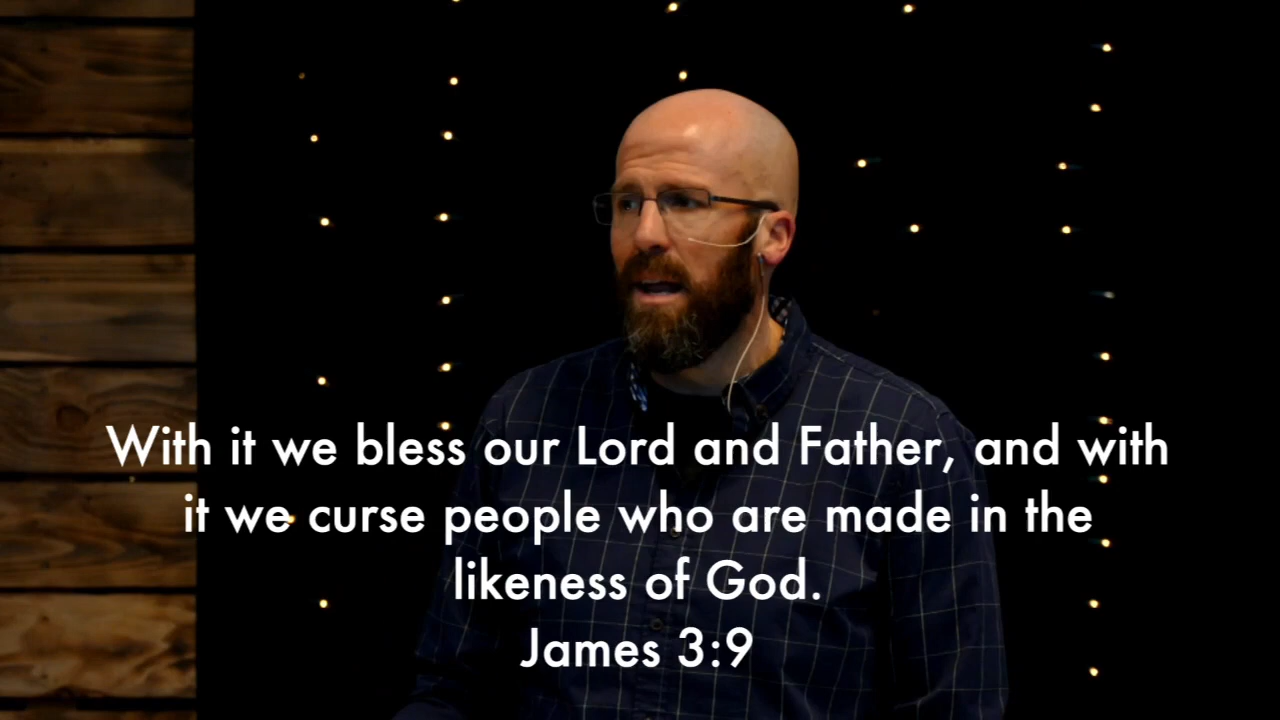 With it we bless our Lord and Father, and with
it we curse people who are made in the
likeness of God.
James 3:9